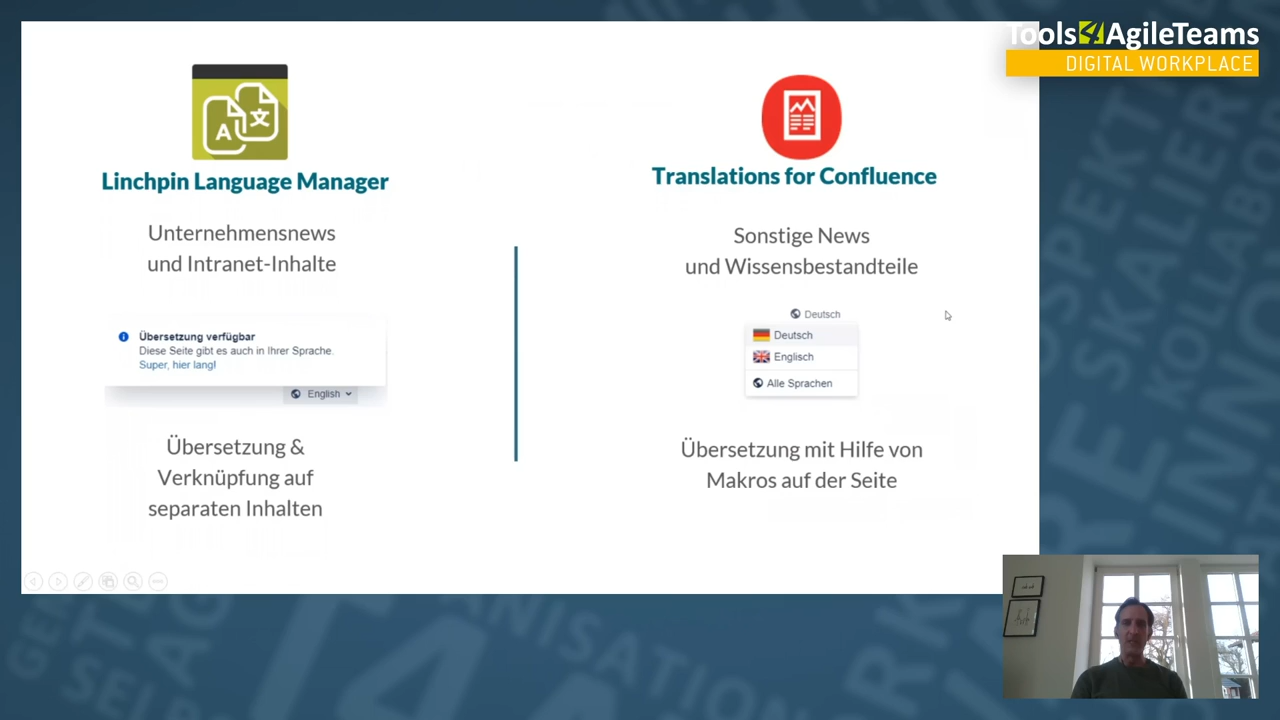 Tools4AgileTeams
DIGITAL WORKPLACE
A 文
Linchpin Language Manager
Unternehmensnews
und Intranet-Inhalte
Übersetzung verfügbar
Diese Seite gibt es auch in Ihrer Sprache.
Super, hier lang!
English
Übersetzung &
Verknüpfung auf
separaten Inhalten
Translations for Confluence
Sonstige News
und Wissensbestandteile
Deutsch
Deutsch
Englisch
Alle Sprachen
Übersetzung mit Hilfe von
Makros auf der Seite